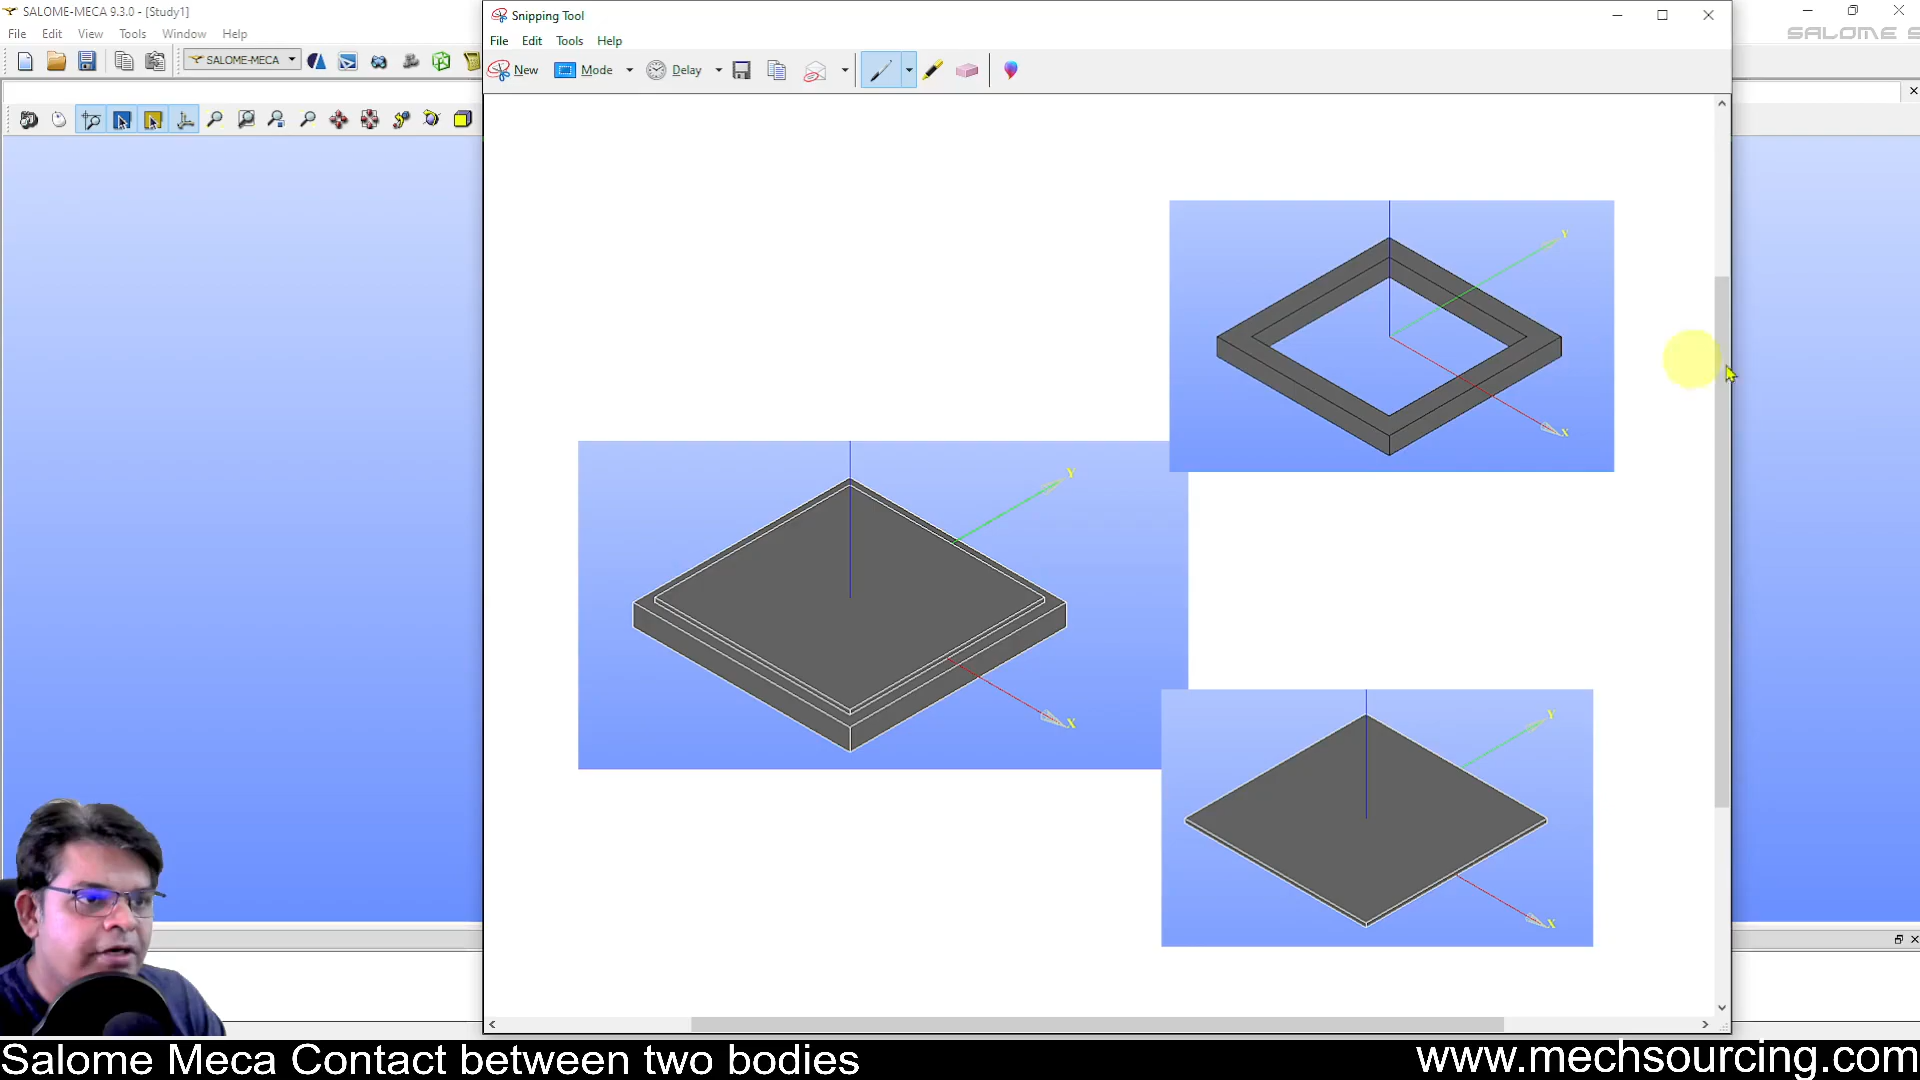 SALOME-MECA 9.3.0 - [Study1]
File Edit View Tools Window Help
SALOME-MECA
Snipping Tool
File Edit Tools Help
New Mode Delay
SALOME
Y
X
Y
X
Y
X
Salome Meca Contact between two bodies
www.mechsourcing.com